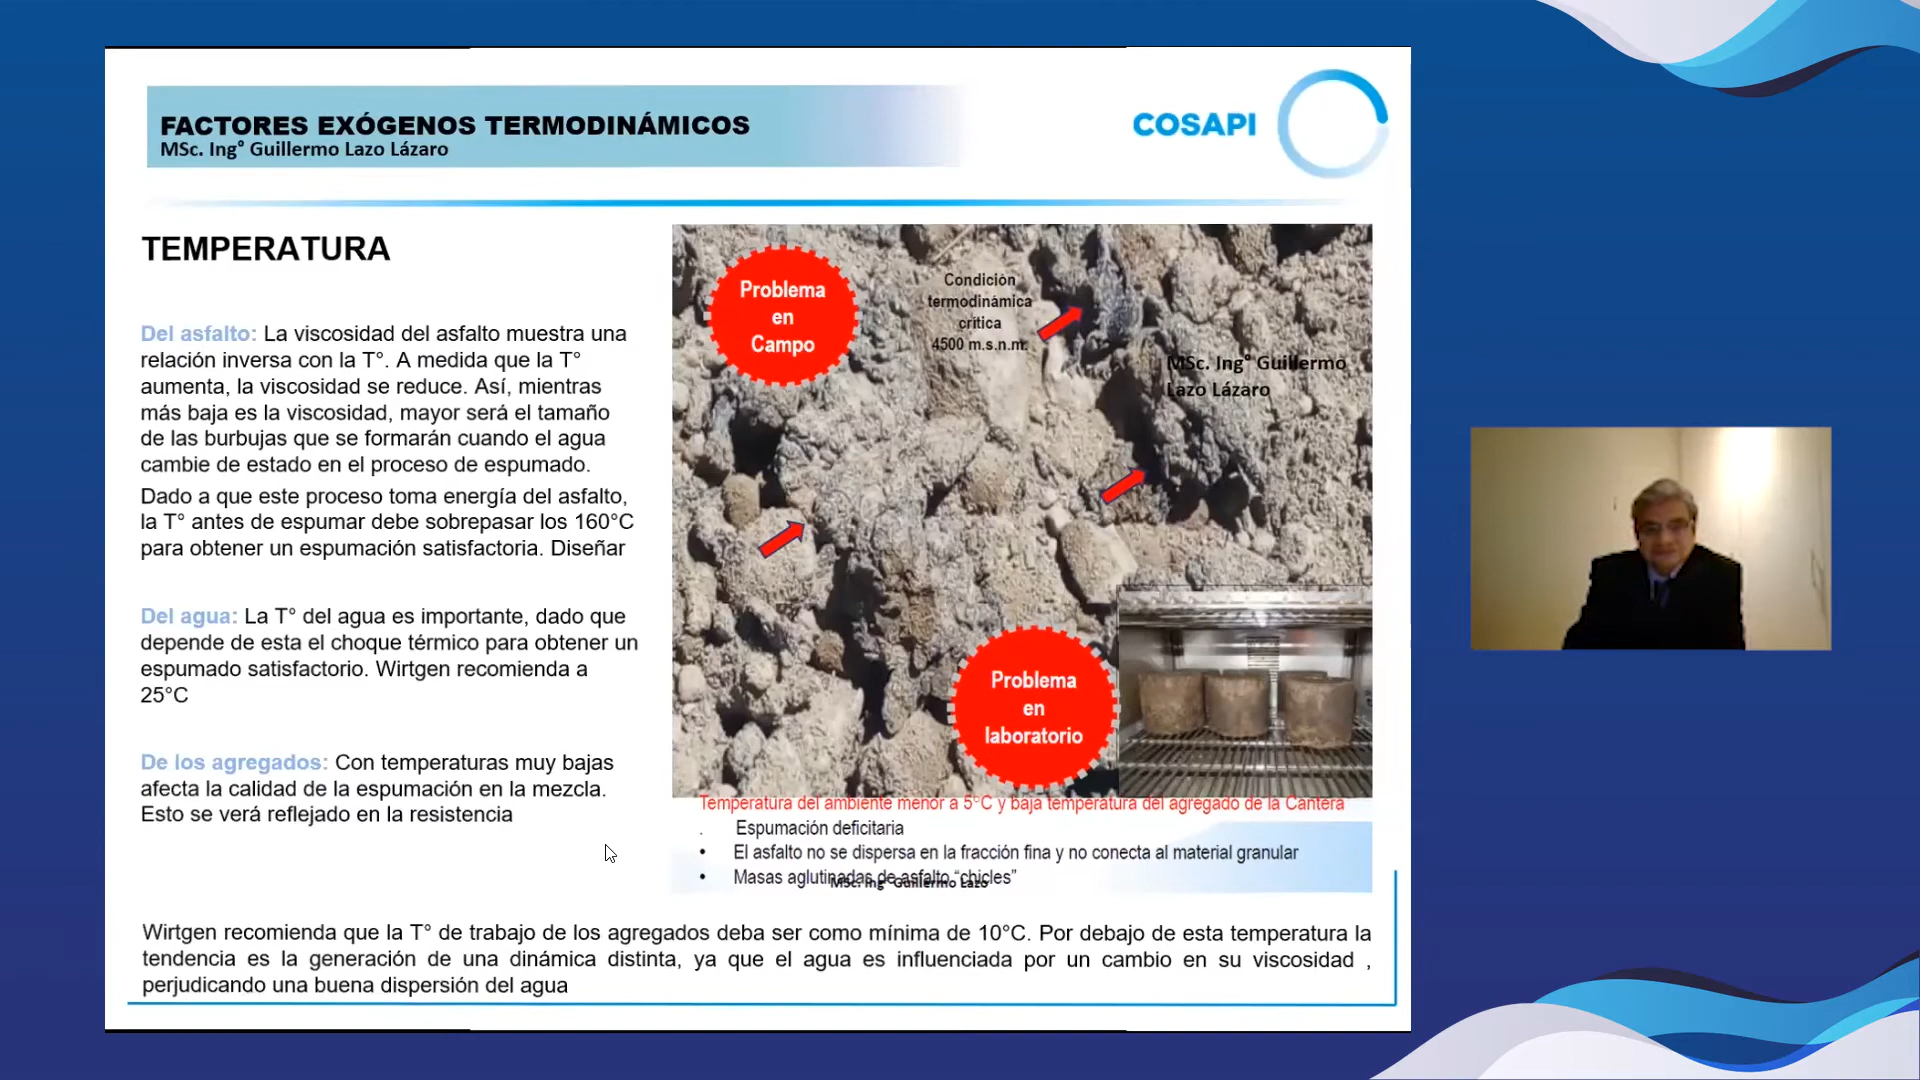 FACTORES EXÓGENOS TERMODINÁMICOS
MSc. Ing° Guillermo Lazo Lázaro
COSAPI
TEMPERATURA
Del asfalto: La viscosidad del asfalto muestra una
relación inversa con la T°. A medida que la T°
aumenta, la viscosidad se reduce. Así, mientras
más baja es la viscosidad, mayor será el tamaño
de las burbujas que se formarán cuando el agua
cambie de estado en el proceso de espumado.
Dado a que este proceso toma energía del asfalto,
la T° antes de espumar debe sobrepasar los 160°C
para obtener un espumación satisfactoria. Diseñar
Del agua: La T° del agua es importante, dado que
depende de esta el choque térmico para obtener un
espumado satisfactorio. Wirtgen recomienda a
25°C
De los agregados: Con temperaturas muy bajas
afecta la calidad de la espumación en la mezcla.
Esto se verá reflejado en la resistencia
Problema
en
Campo
Condición
termodinámica
crítica
4500 m.s.n.m.
MSc. Ing° Guillermo
Lazo Lázaro
Problema
en
laboratorio
Temperatura del ambiente menor a 5°C y baja temperatura del agregado de la Cantera
. Espumación deficitaria
• El asfalto no se dispersa en la fracción fina y no conecta al material granular
• Masas aglutinadas de asfalto “chicles”
MSc. Ing° Guillermo Lazo
Wirtgen recomienda que la T° de trabajo de los agregados deba ser como mínima de 10°C. Por debajo de esta temperatura la
tendencia es la generación de una dinámica distinta, ya que el agua es influenciada por un cambio en su viscosidad ,
perjudicando una buena dispersión del agua